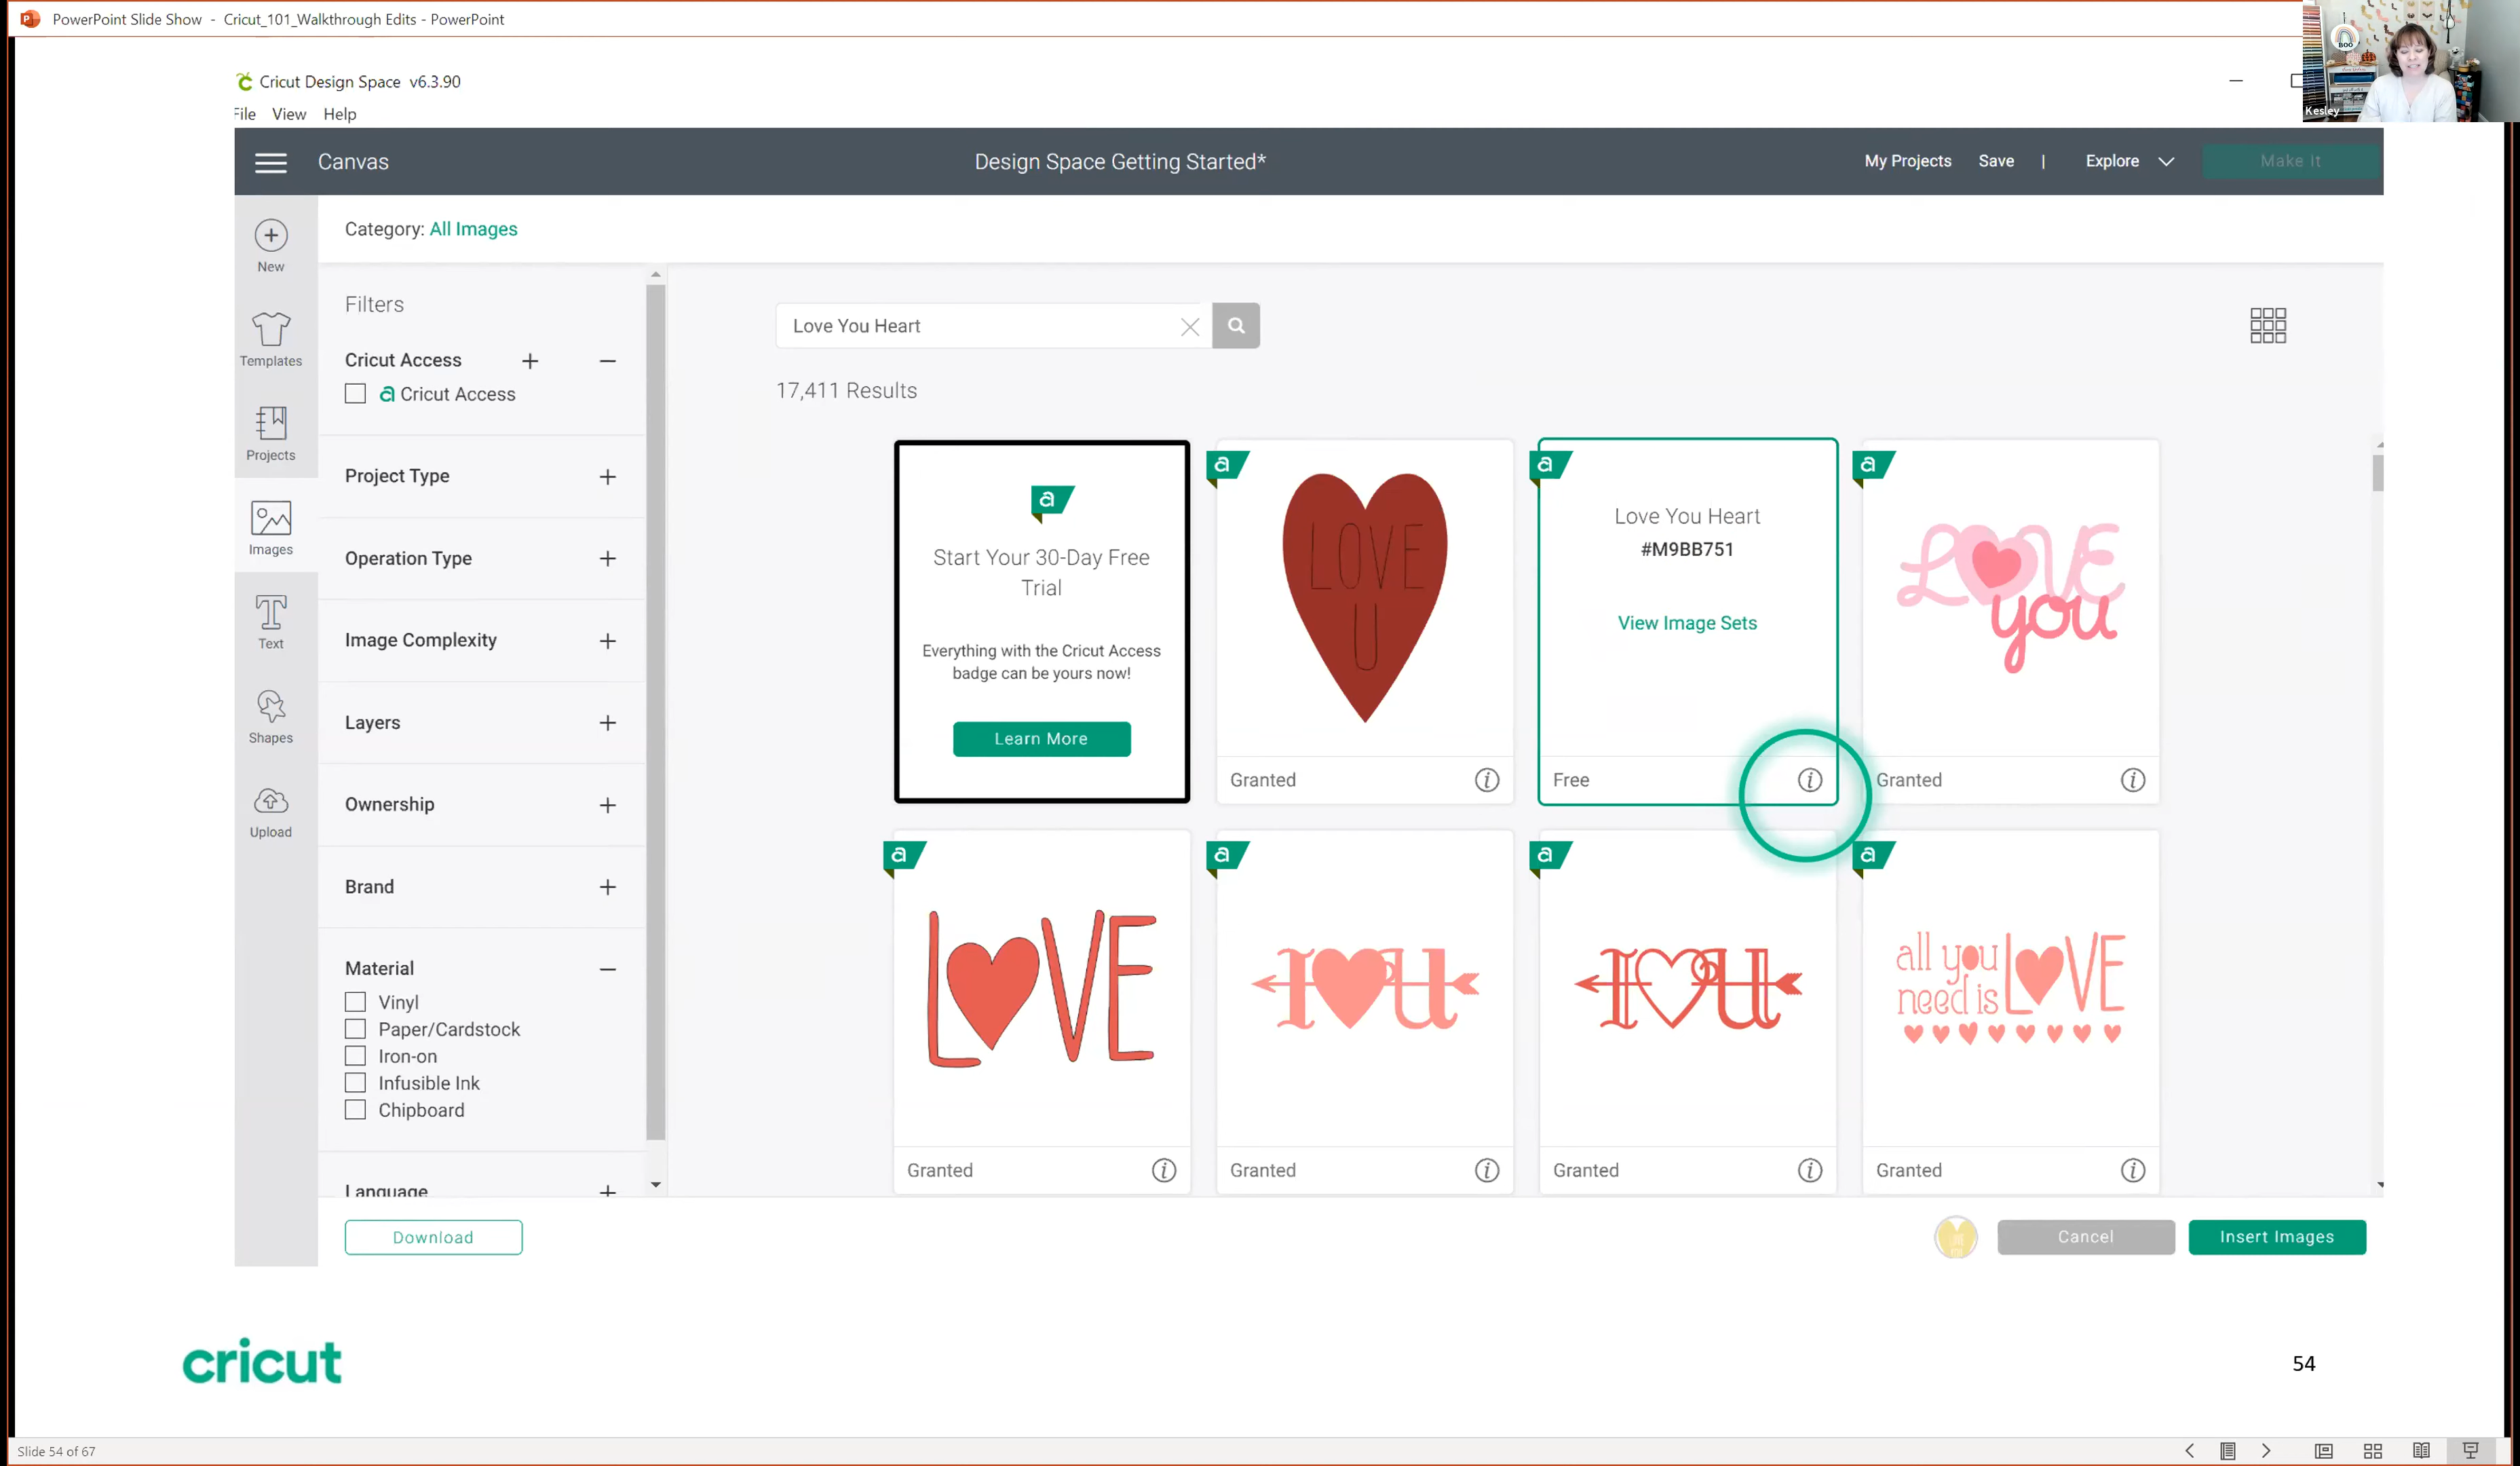 PowerPoint Slide Show - Cricut_101_Walkthrough Edits - PowerPoint
BOO
Kesley
Cricut Design Space v6.3.90
File View Help
Canvas
Design Space Getting Started*
My Projects Save | Explore
Make It
New
Templates
Projects
Images
Text
Shapes
Upload
Category: All Images
Filters
Cricut Access
a Cricut Access
Project Type
Operation Type
Image Complexity
Layers
Ownership
Brand
Material
Vinyl
Paper/Cardstock
Iron-on
Infusible Ink
Chipboard
Language
Love You Heart
17,411 Results
a
Start Your 30-Day Free
Trial
Everything with the Cricut Access
badge can be yours now!
Learn More
a
LOVE
U
Granted
a
Love You Heart
#M9BB751
View Image Sets
Free
a
LOVE
you
Granted
a
LOVE
Granted
a
I U
Granted
a
I U
Granted
a
all you
need is LOVE
Granted
Download
Cancel
Insert Images
cricut
54
Slide 54 of 67